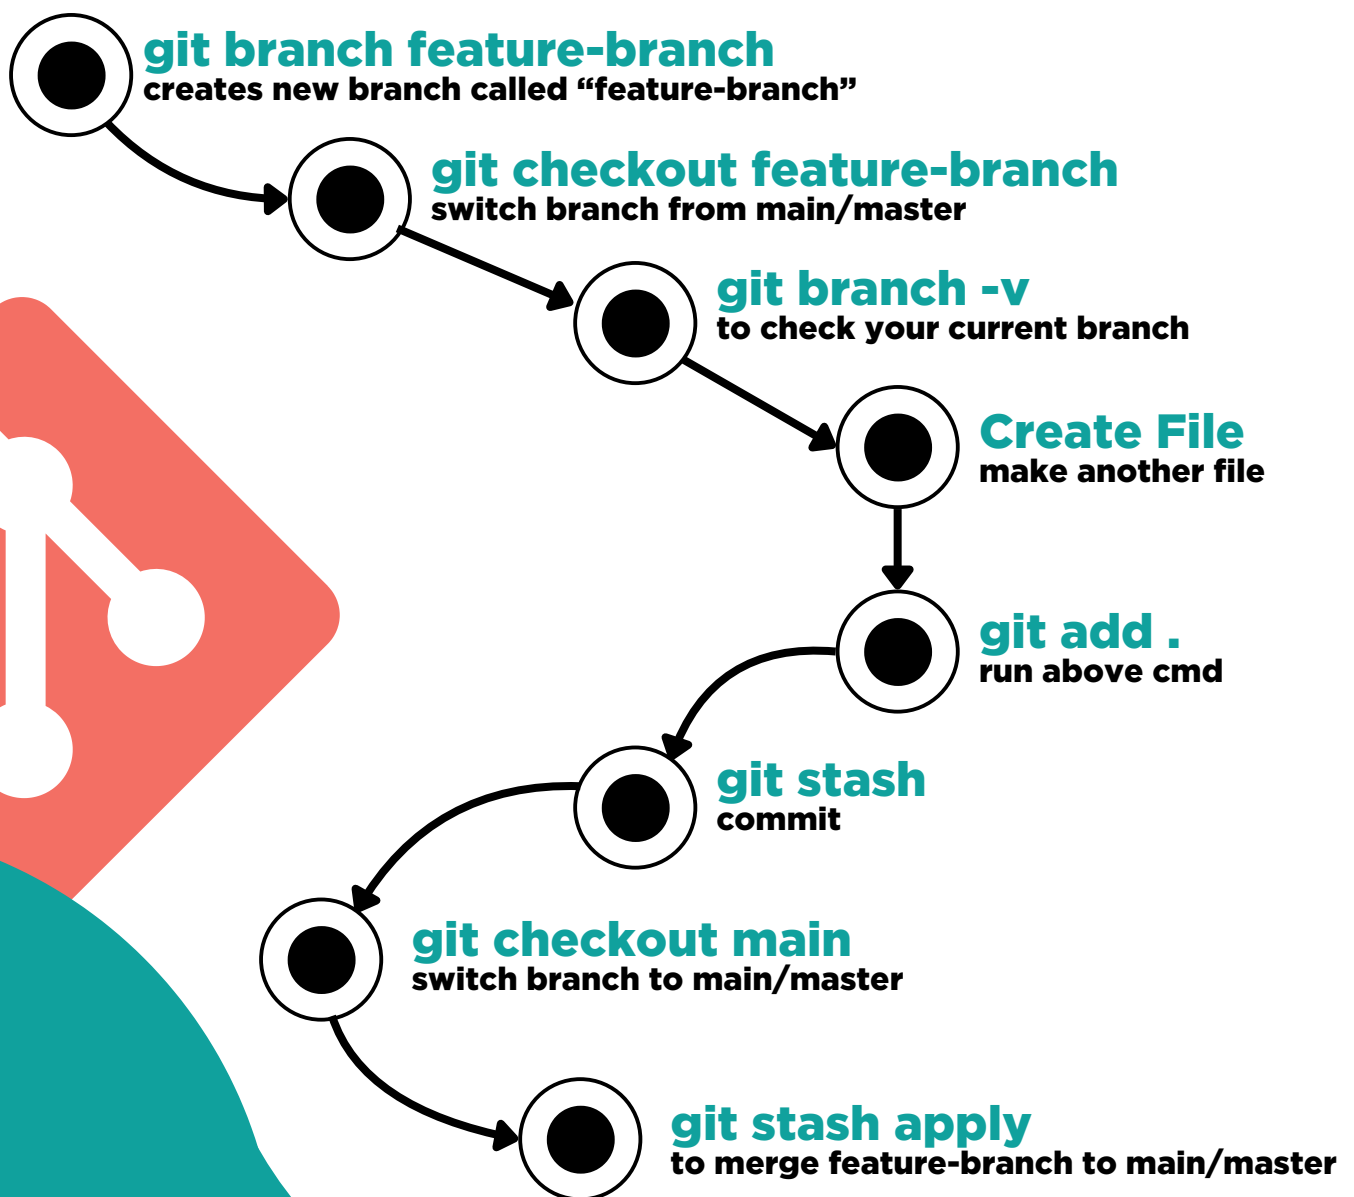 git branch feature-branch
creates new branch called “feature-branch”
git checkout feature-branch
switch branch from main/master
git branch -v
to check your current branch
Create File
make another file
git add .
run above cmd
git stash
commit
git checkout main
switch branch to main/master
git stash apply
to merge feature-branch to main/master